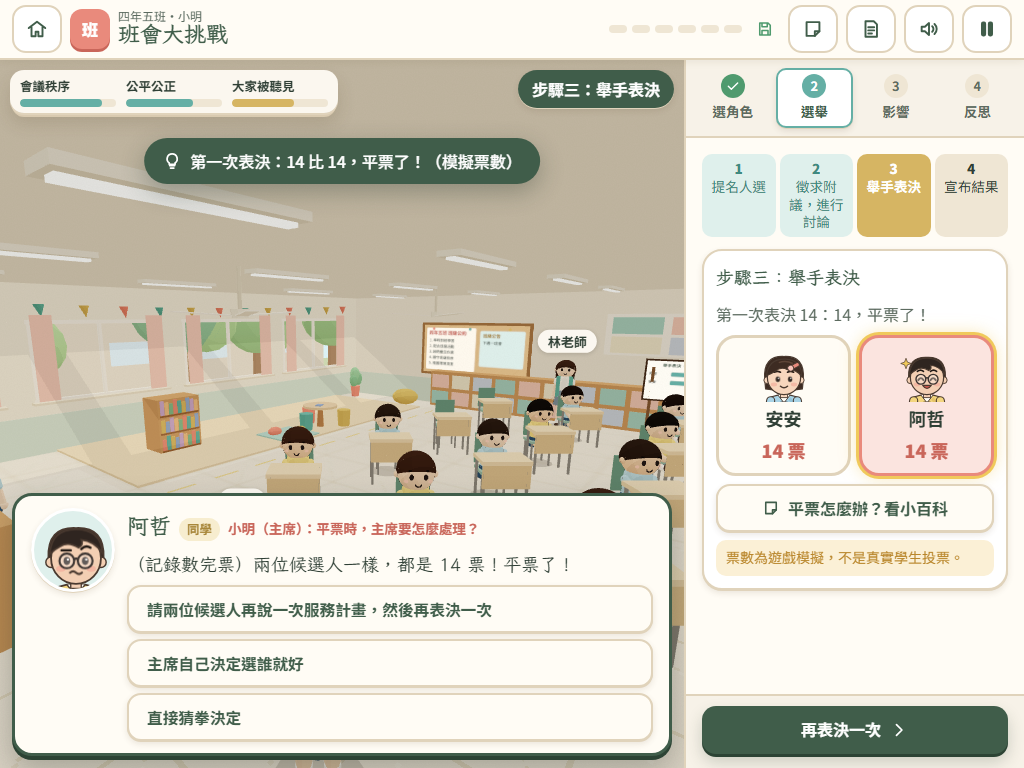 班
四年五班・小明
班會大挑戰
會議秩序
公平公正
大家被聽見
步驟三：舉手表決
第一次表決：14 比 14，平票了！（模擬票數）
林老師
選角色
2
選舉
3
影響
4
反思
1
提名人選
2
徵求附
議，進行
討論
3
舉手表決
4
宣布結果
步驟三：舉手表決
第一次表決 14：14，平票了！
安安
14 票
阿哲
14 票
平票怎麼辦？看小百科
票數為遊戲模擬，不是真實學生投票。
再表決一次
阿哲
同學
小明（主席）：平票時，主席要怎麼處理？
（記錄數完票）兩位候選人一樣，都是 14 票！平票了！
請兩位候選人再說一次服務計畫，然後再表決一次
主席自己決定選誰就好
直接猜拳決定